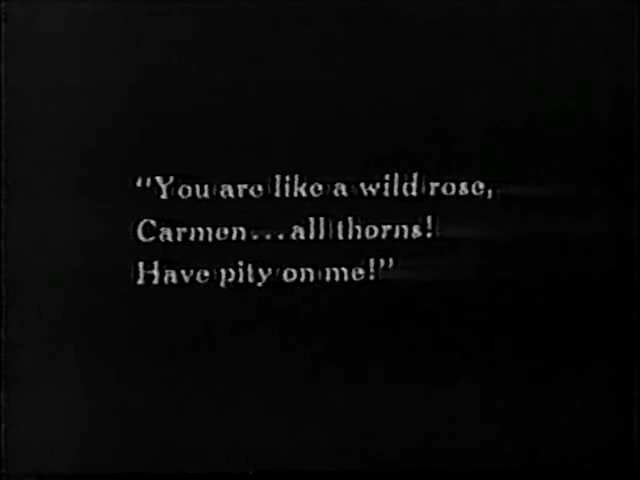 "You are like a wild rose,
Carmen...all thorns!
Have pity on me!"